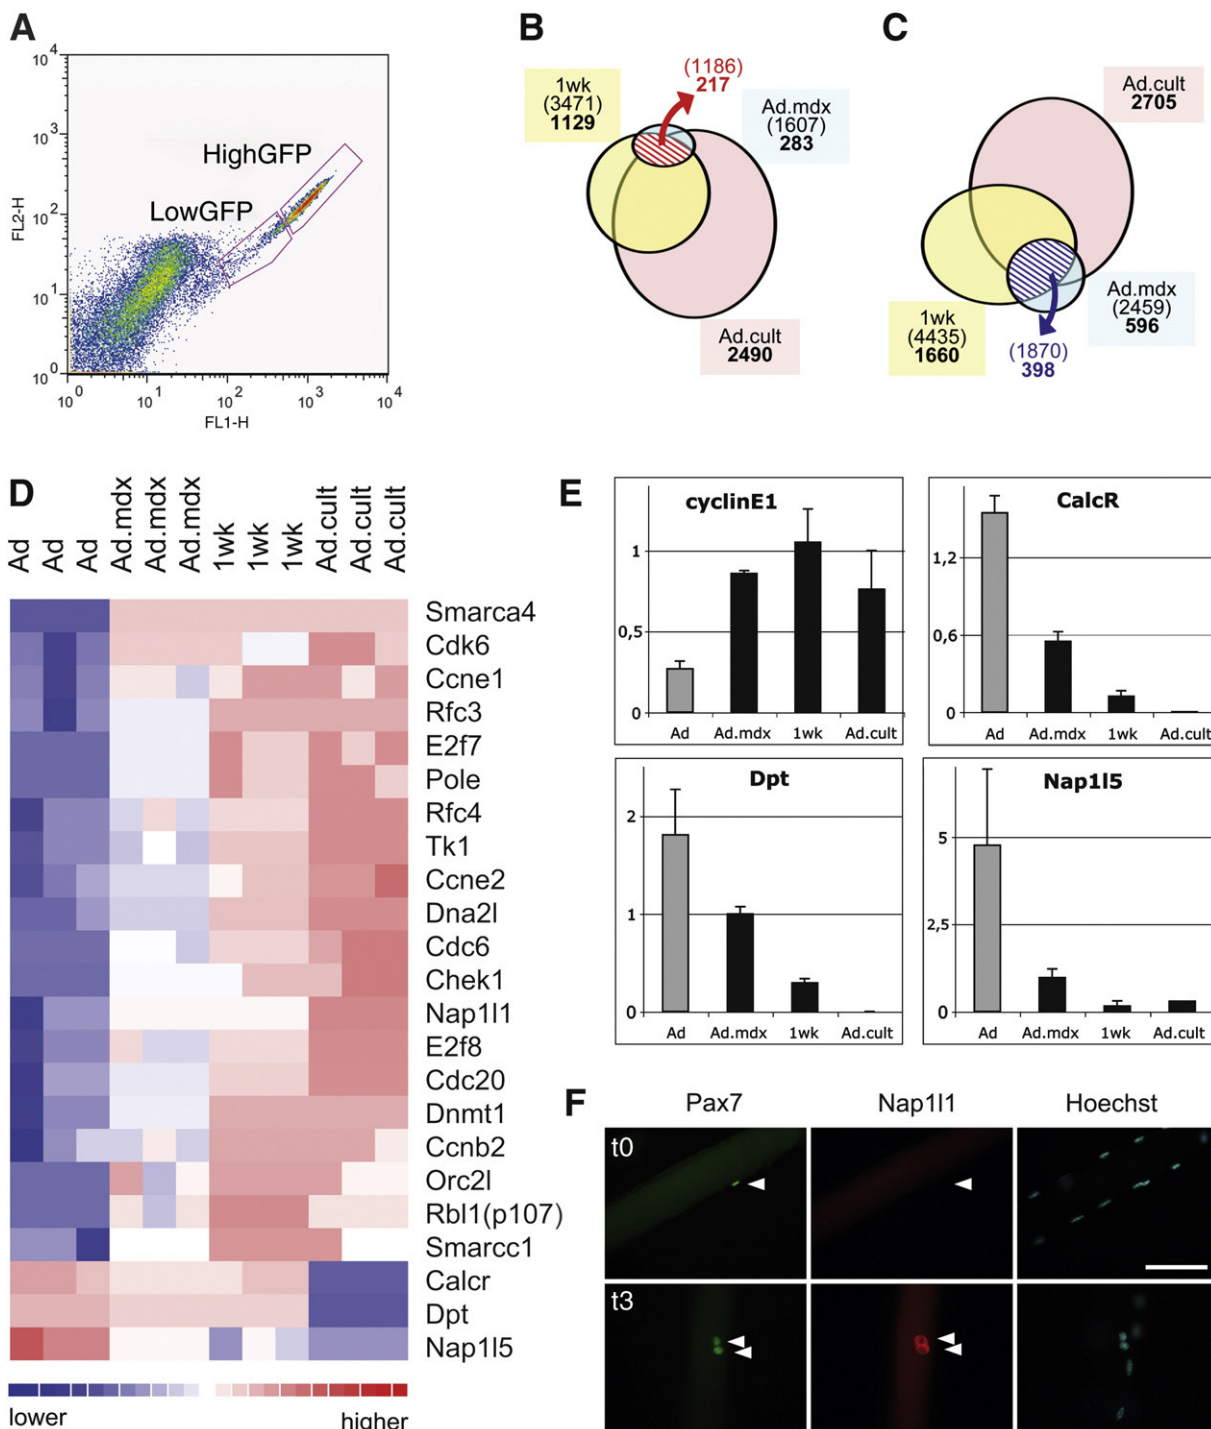 A
10^4
10^3
10^2
10^1
10^0
FL2-H
HighGFP
LowGFP
10^0 10^1 10^2 10^3 10^4
FL1-H
B
1wk
(3471)
1129
(1186)
217
Ad.mdx
(1607)
283
Ad.cult
2490
C
Ad.cult
2705
1wk
(4435)
1660
Ad.mdx
(2459)
596
(1870)
398
D
Ad Ad Ad Ad.mdx Ad.mdx Ad.mdx 1wk 1wk 1wk Ad.cult Ad.cult Ad.cult
Smarca4
Cdk6
Ccne1
Rfc3
E2f7
Pole
Rfc4
Tk1
Ccne2
Dna2l
Cdc6
Chek1
Nap1l1
E2f8
Cdc20
Dnmt1
Ccnb2
Orc2l
Rbl1(p107)
Smarcc1
Calcr
Dpt
Nap1l5
lower higher
E
cyclinE1
1
0,5
0
Ad Ad.mdx 1wk Ad.cult
CalcR
1,2
0,6
0
Ad Ad.mdx 1wk Ad.cult
Dpt
2
1
0
Ad Ad.mdx 1wk Ad.cult
Nap1l5
5
2,5
0
Ad Ad.mdx 1wk Ad.cult
F
Pax7 Nap1l1 Hoechst
t0
t3